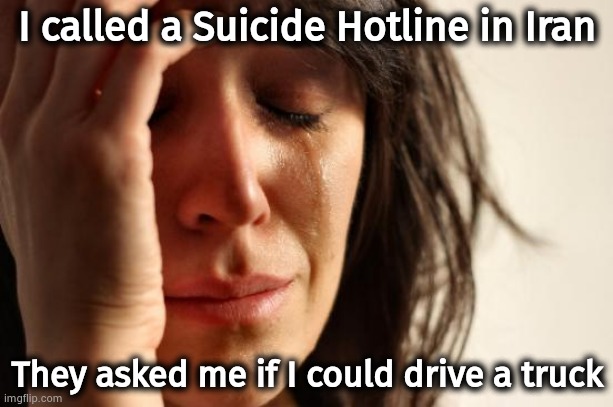 I called a Suicide Hotline in Iran
They asked me if I could drive a truck
imgflip.com